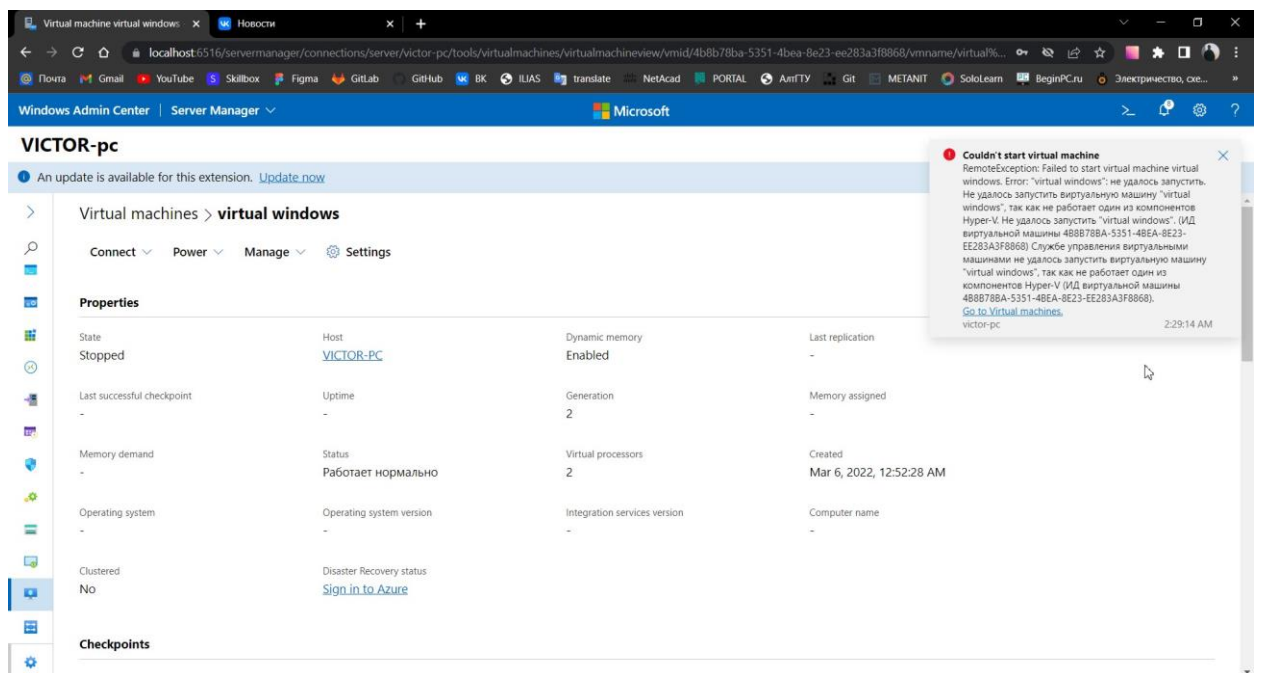 Virtual machine virtual windows
Новости
localhost:6516/servermanager/connections/server/victor-pc/tools/virtualmachines/virtualmachineview/vmid/4b8b78ba-5351-4bea-8e23-ee283a3f8868/vmname/virtual%...
Почта Gmail YouTube Skillbox Figma GitLab GitHub ВК ILIAS translate NetAcad PORTAL АлтГТУ Git METANIT SoloLearn BeginPC.ru Электричество, схе... »
Windows Admin Center | Server Manager
Microsoft
VICTOR-pc
An update is available for this extension. Update now
Couldn't start virtual machine
RemoteException: Failed to start virtual machine virtual
windows. Error: "virtual windows": не удалось запустить.
Не удалось запустить виртуальную машину "virtual
windows", так как не работает один из компонентов
Hyper-V. Не удалось запустить "virtual windows". (ИД
виртуальной машины 4B8B78BA-5351-4BEA-8E23-
EE283A3F8868) Службе управления виртуальными
машинами не удалось запустить виртуальную машину
"virtual windows", так как не работает один из
компонентов Hyper-V (ИД виртуальной машины
4B8B78BA-5351-4BEA-8E23-EE283A3F8868).
Go to Virtual machines.
victor-pc 2:29:14 AM
Virtual machines > virtual windows
Connect Power Manage Settings
Properties
State Host Dynamic memory Last replication
Stopped VICTOR-PC Enabled -
Last successful checkpoint Uptime Generation Memory assigned
- - 2 -
Memory demand Status Virtual processors Created
- Работает нормально 2 Mar 6, 2022, 12:52:28 AM
Operating system Operating system version Integration services version Computer name
- - - -
Clustered Disaster Recovery status
No Sign in to Azure
Checkpoints